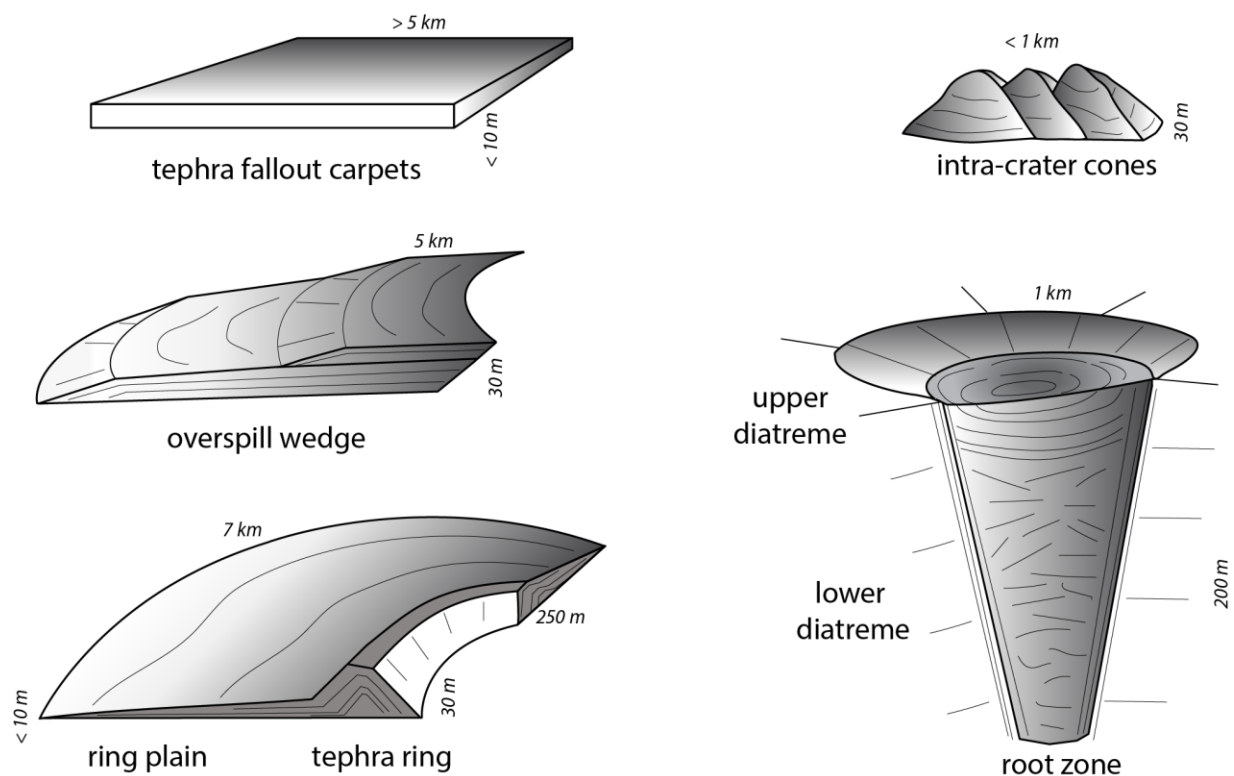 > 5 km
< 10 m
tephra fallout carpets
< 1 km
30 m
intra-crater cones
5 km
30 m
overspill wedge
7 km
250 m
30 m
< 10 m
ring plain
tephra ring
1 km
upper
diatreme
lower
diatreme
200 m
root zone